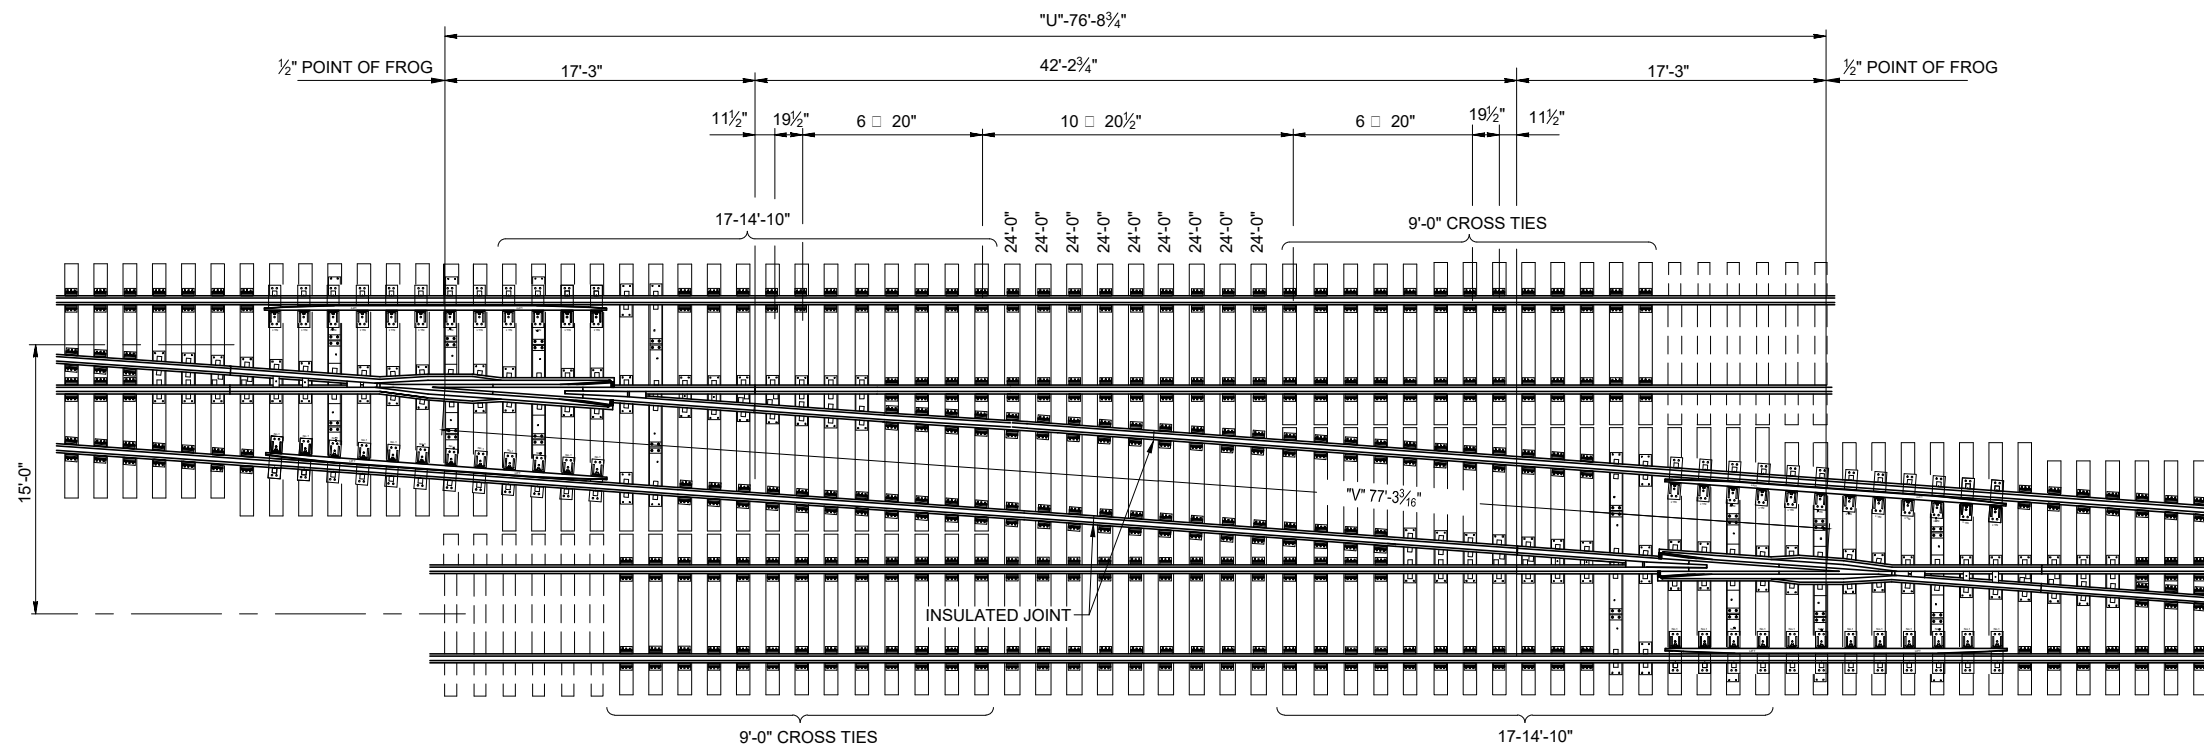 "U"-76'-8¾"
½" POINT OF FROG
17'-3"
42'-2¾"
17'-3"
½" POINT OF FROG
11½"
19½"
6 □ 20"
10 □ 20½"
6 □ 20"
19½"
11½"
17-14'-10"
24'-0"
24'-0"
24'-0"
24'-0"
24'-0"
24'-0"
24'-0"
24'-0"
24'-0"
9'-0" CROSS TIES
15'-0"
"V" 77'-3³⁄₁₆"
INSULATED JOINT
9'-0" CROSS TIES
17-14'-10"